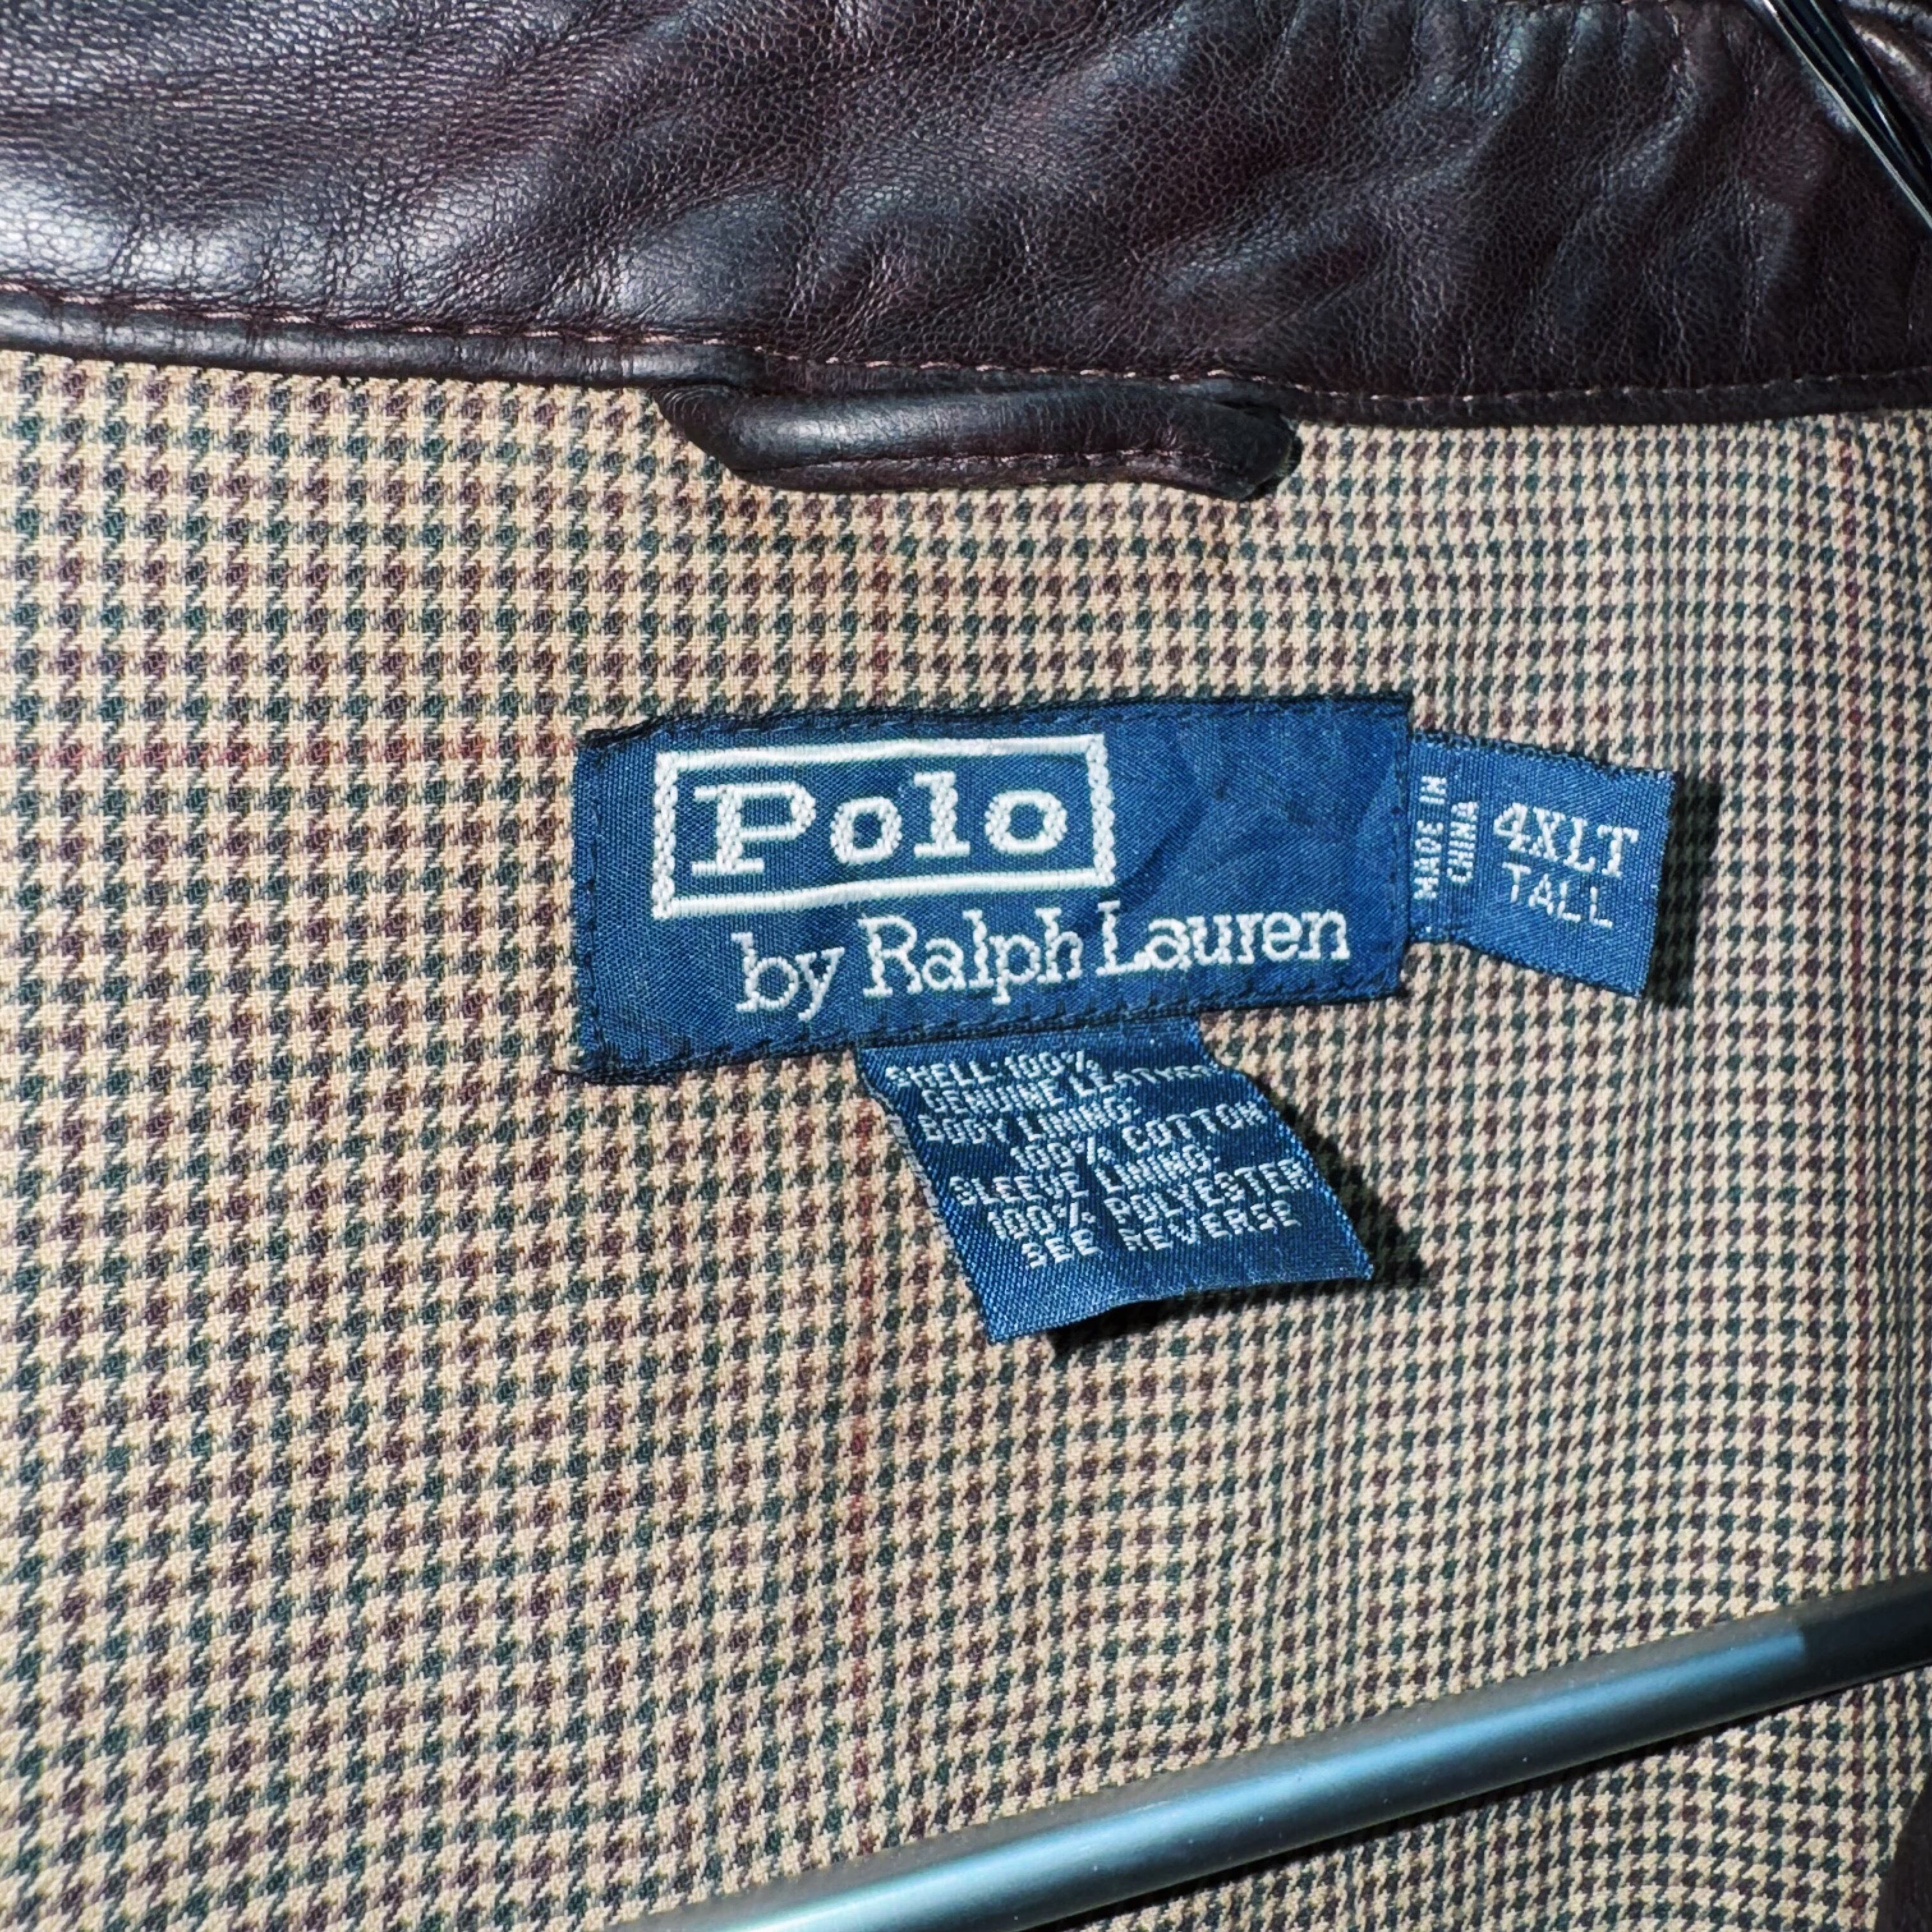 Polo
by Ralph Lauren
MADE IN
CHINA
4XLT
TALL
SHELL:100%
GENUINE LEATHER
BODY LINING:
100% COTTON
SLEEVE LINING:
100% POLYESTER
SEE REVERSE